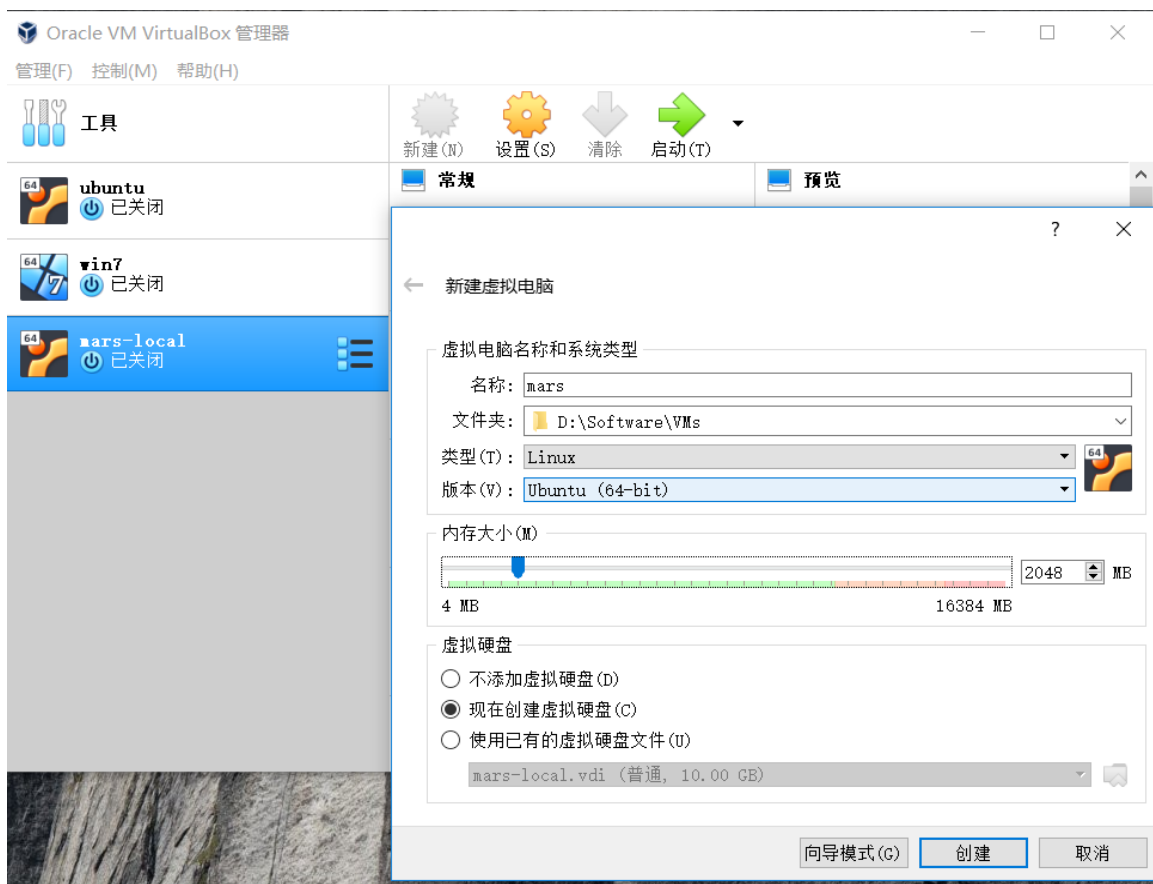 Oracle VM VirtualBox 管理器
管理(F) 控制(M) 帮助(H)
工具
新建(N) 设置(S) 清除 启动(T)
常规 预览
64 ubuntu
已关闭
64 win7
7 已关闭
64 mars-local
已关闭
?
新建虚拟电脑
虚拟电脑名称和系统类型
名称: mars
文件夹: D:\Software\VMs
类型(T): Linux
64
版本(V): Ubuntu (64-bit)
内存大小(M)
2048 MB
4 MB 16384 MB
虚拟硬盘
不添加虚拟硬盘(D)
现在创建虚拟硬盘(C)
使用已有的虚拟硬盘文件(U)
mars-local.vdi (普通, 10.00 GB)
向导模式(G) 创建 取消